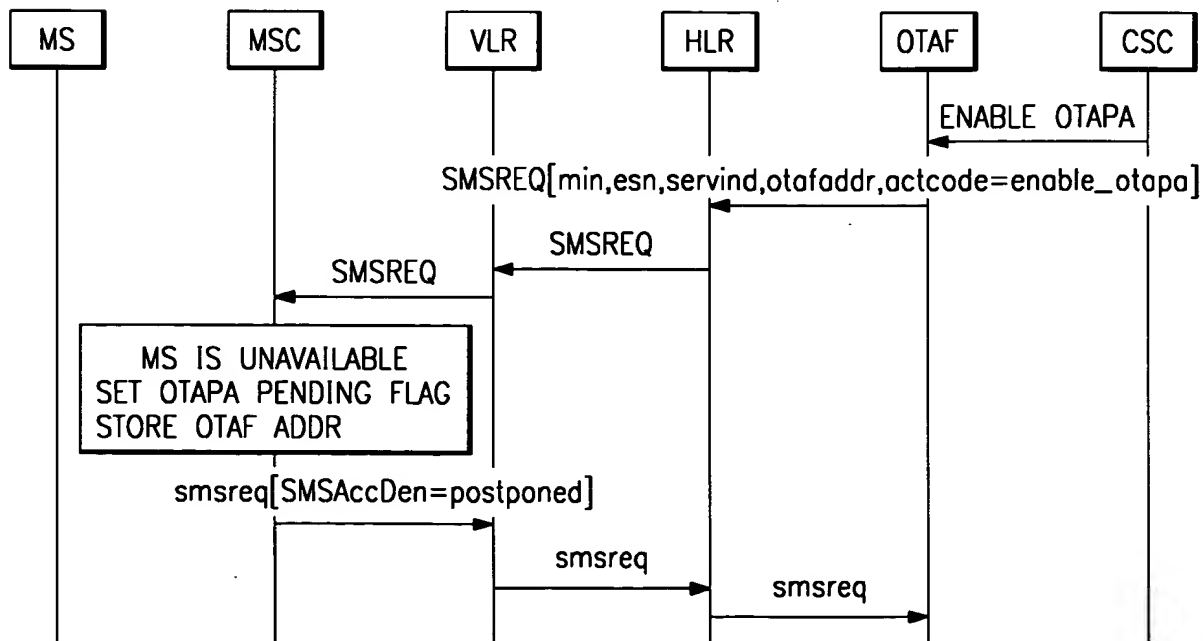 MS MSC VLR HLR OTAF CSC
ENABLE OTAPA
SMSREQ[min,esn,servind,otafaddr,actcode=enable_otapa]
SMSREQ
SMSREQ
MS IS UNAVAILABLE
SET OTAPA PENDING FLAG
STORE OTAF ADDR
smsreq[SMSAccDen=postponed]
smsreq
smsreq